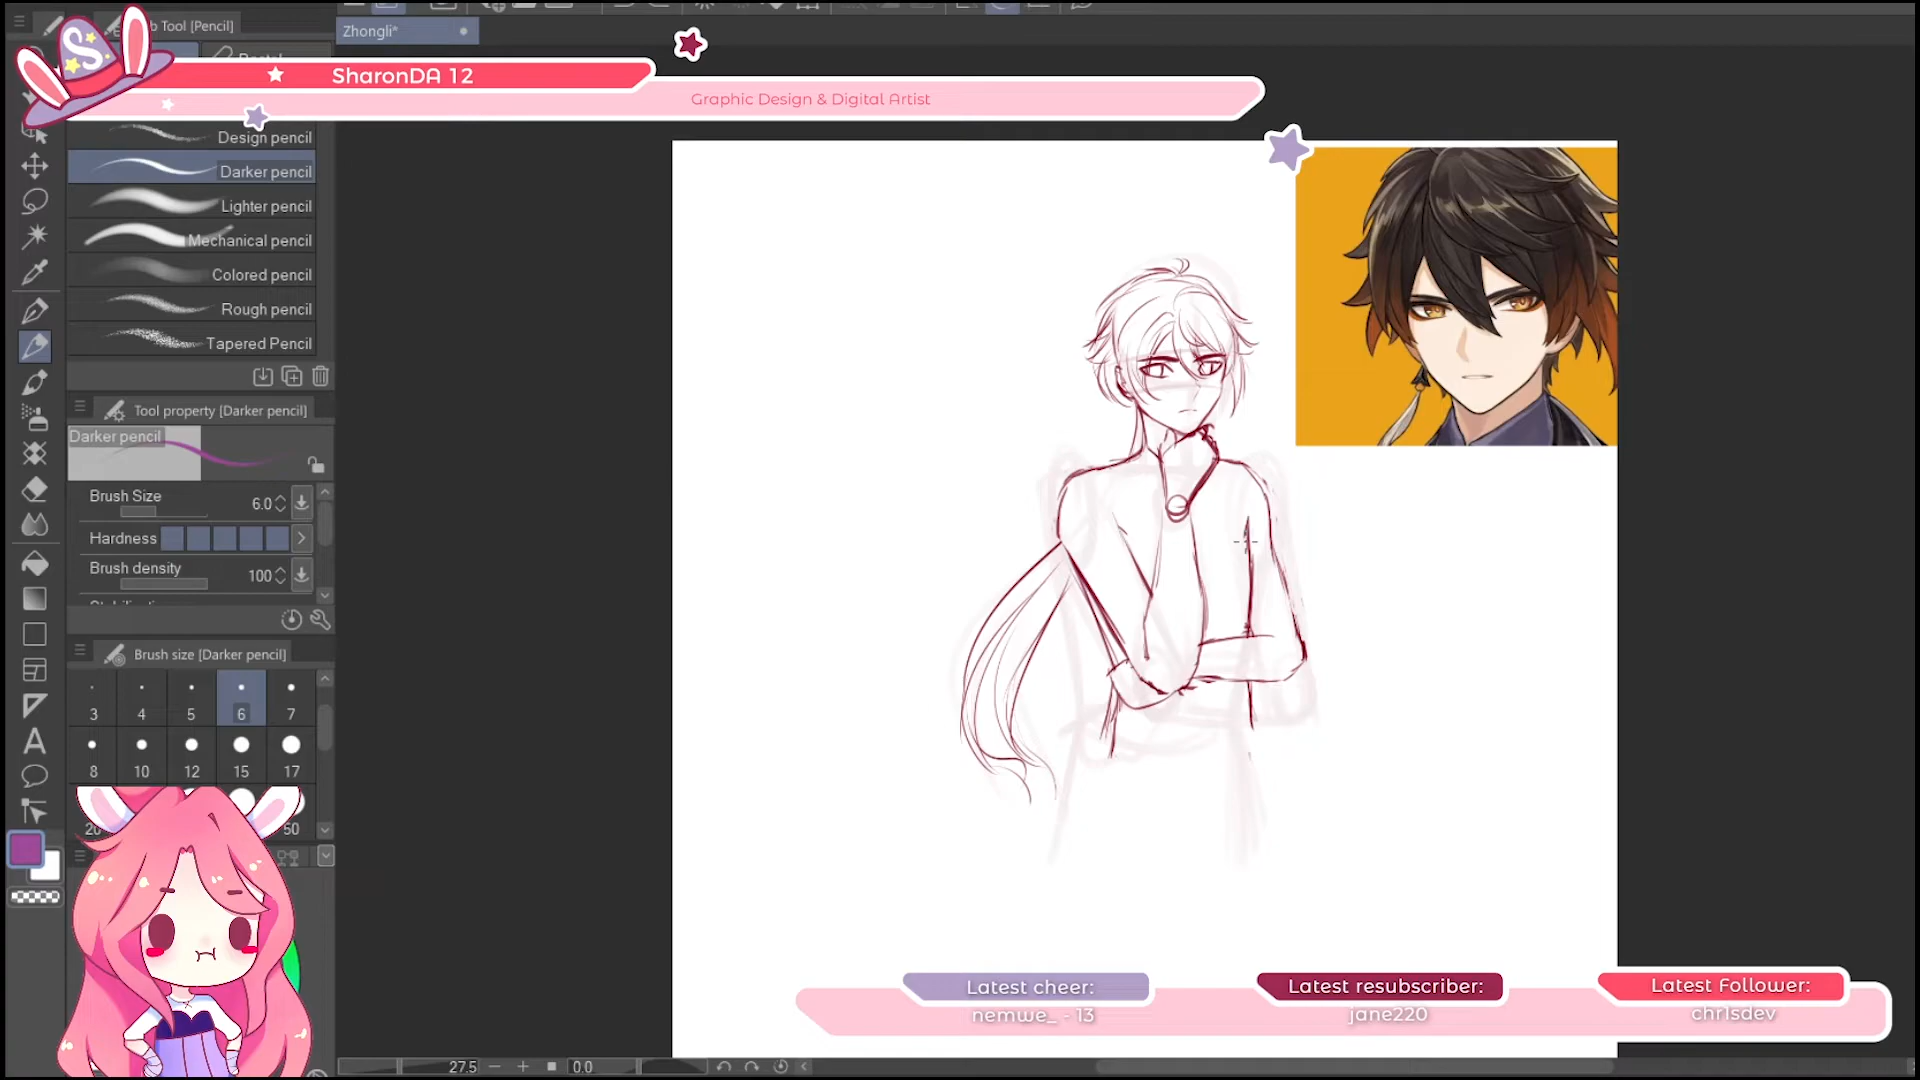 b Tool [Pencil]
Zhongli*
S
SharonDA 12
Graphic Design & Digital Artist
Design pencil
Darker pencil
Lighter pencil
Mechanical pencil
Colored pencil
Rough pencil
Tapered Pencil
Tool property [Darker pencil]
Darker pencil
Brush Size 6.0
Hardness
Brush density 100
Brush size [Darker pencil]
3 4 5 6 7
8 10 12 15 17
20 50
A
Latest cheer:
nemwe_ - 13
Latest resubscriber:
jane220
Latest Follower:
chr1sdev
27.5
0.0